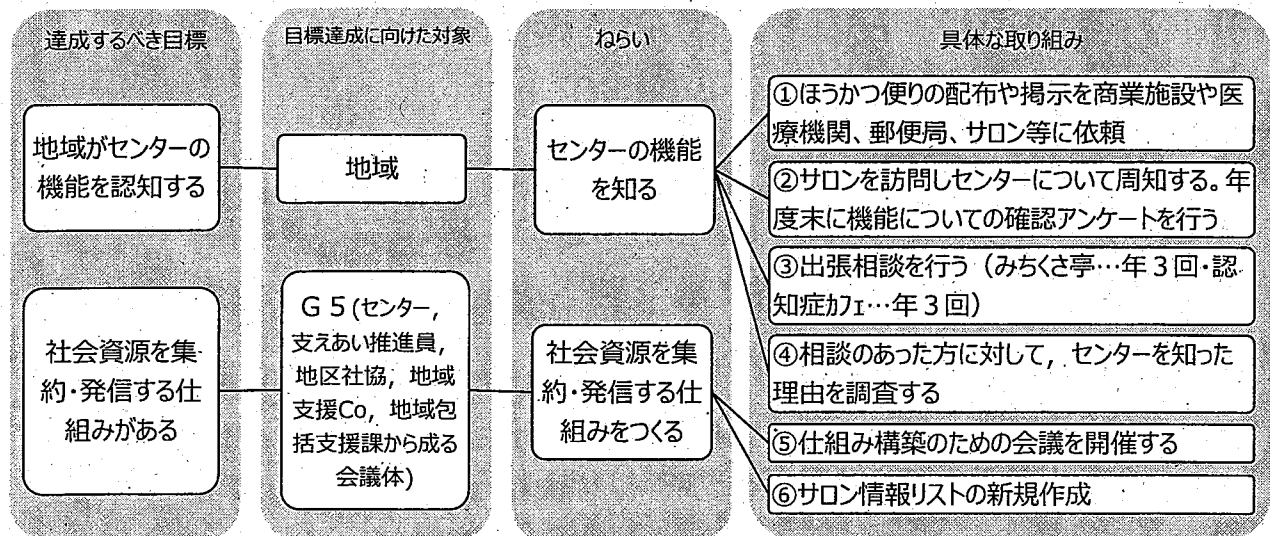 達成するべき目標
目標達成に向けた対象
ねらい
具体な取り組み
地域がセンターの
機能を認知する
地域
センターの機能
を知る
①ほうかつ便りの配布や掲示を商業施設や医
療機関、郵便局、サロン等に依頼
②サロンを訪問しセンターについて周知する。年
度末に機能についての確認アンケートを行う
③出張相談を行う（みちくさ亭…年３回・認
知症ｶﾌｪ…年３回）
④相談のあった方に対して，センターを知った
理由を調査する
社会資源を集
約・発信する仕
組みがある
Ｇ５(センター，
支えあい推進員，
地区社協，地域
支援Co，地域包
括支援課から成る
会議体)
社会資源を集
約・発信する仕
組みをつくる
⑤仕組み構築のための会議を開催する
⑥サロン情報リストの新規作成